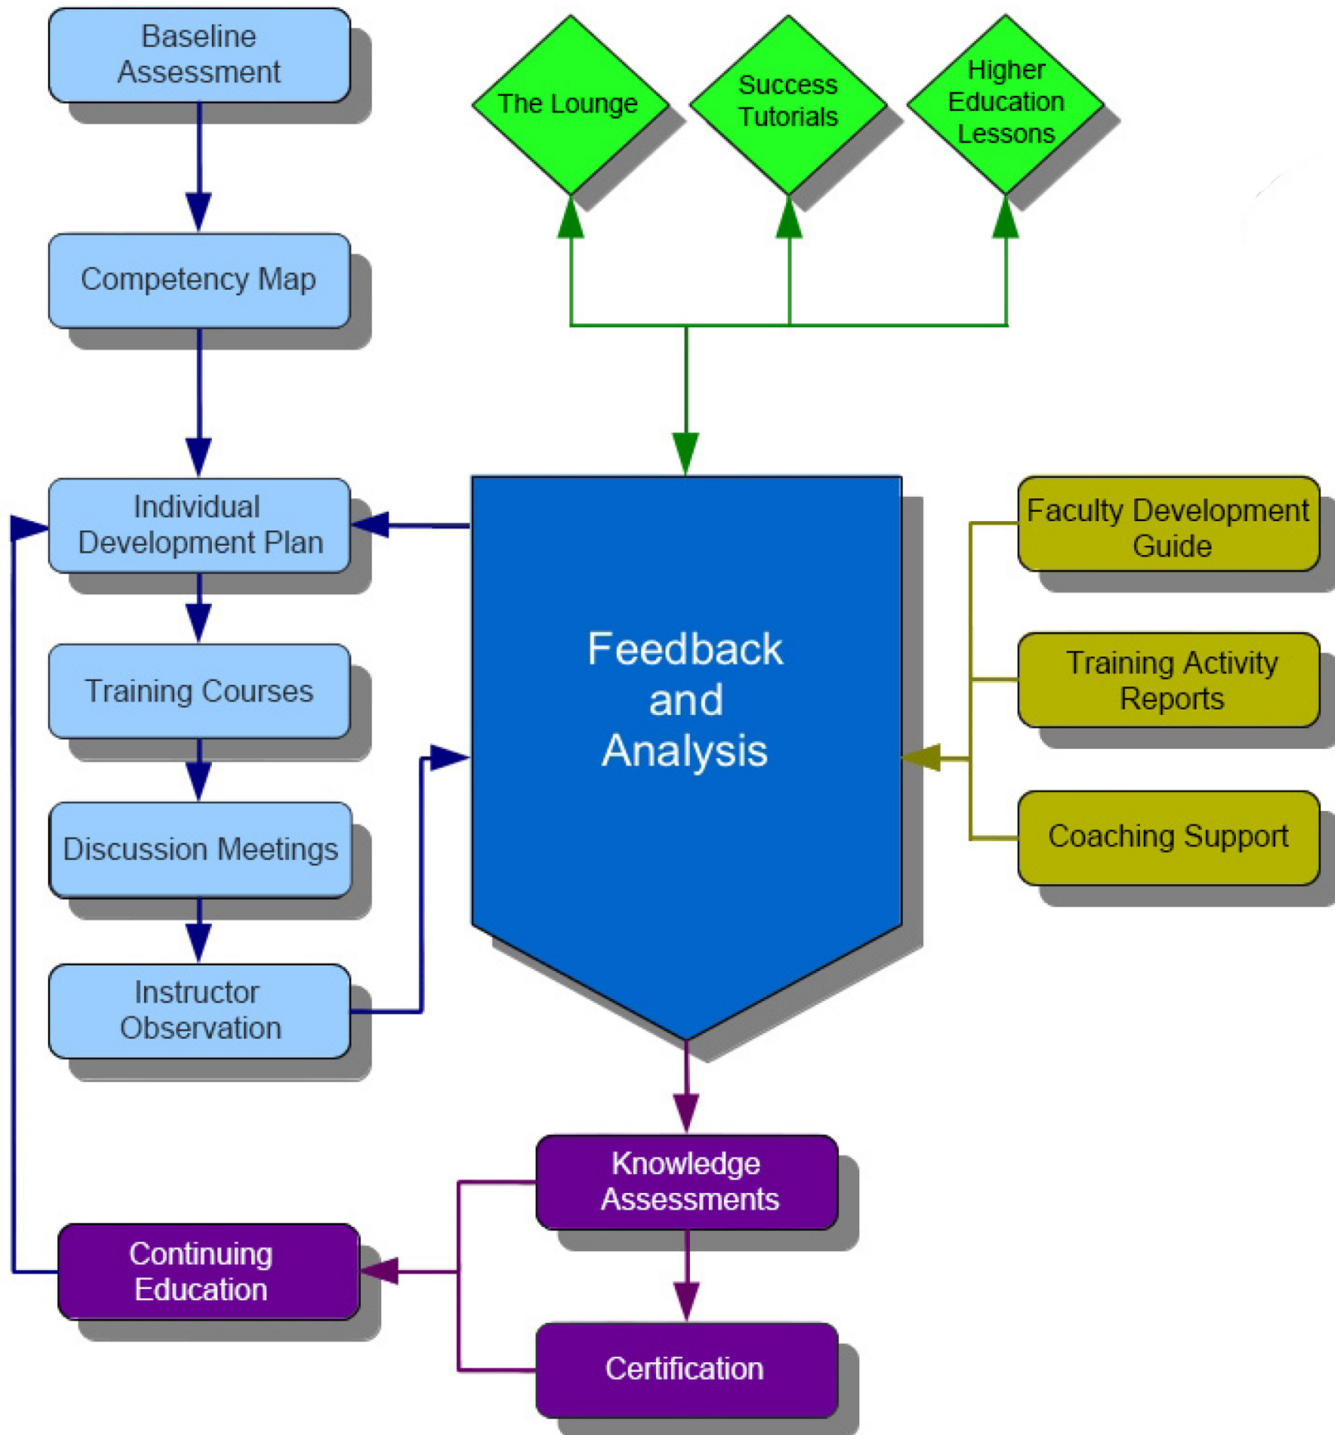 Baseline
Assessment
The Lounge
Success
Tutorials
Higher
Education
Lessons
Competency Map
Individual
Development Plan
Training Courses
Discussion Meetings
Instructor
Observation
Feedback
and
Analysis
Faculty Development
Guide
Training Activity
Reports
Coaching Support
Knowledge
Assessments
Continuing
Education
Certification